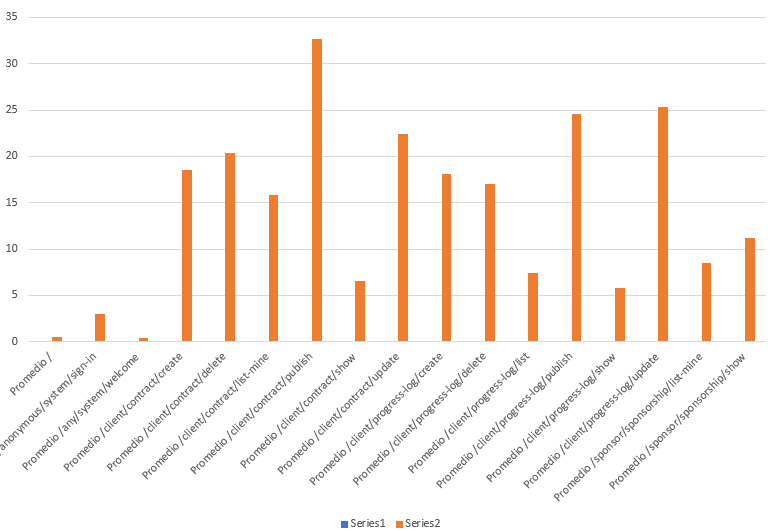 35
30
25
20
15
10
5
0
Promedio /
anonymous/system/sign-in
Promedio /any/system/welcome
Promedio /client/contract/create
Promedio /client/contract/delete
Promedio /client/contract/list-mine
Promedio /client/contract/publish
Promedio /client/contract/show
Promedio /client/contract/update
Promedio /client/progress-log/create
Promedio /client/progress-log/delete
Promedio /client/progress-log/list
Promedio /client/progress-log/publish
Promedio /client/progress-log/show
Promedio /client/progress-log/update
Promedio /sponsor/sponsorship/list-mine
Promedio /sponsor/sponsorship/show
Series1 Series2